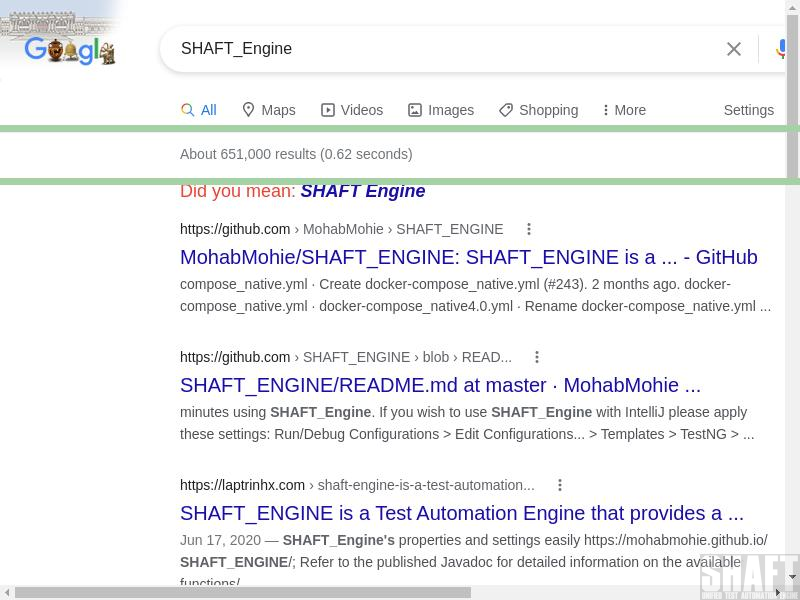 Google
SHAFT_Engine
All Maps Videos Images Shopping More Settings
About 651,000 results (0.62 seconds)
Did you mean: SHAFT Engine
https://github.com › MohabMohie › SHAFT_ENGINE
MohabMohie/SHAFT_ENGINE: SHAFT_ENGINE is a ... - GitHub
compose_native.yml · Create docker-compose_native.yml (#243). 2 months ago. docker-
compose_native.yml · docker-compose_native4.0.yml · Rename docker-compose_native.yml ...
https://github.com › SHAFT_ENGINE › blob › READ...
SHAFT_ENGINE/README.md at master · MohabMohie ...
minutes using SHAFT_Engine. If you wish to use SHAFT_Engine with IntelliJ please apply
these settings: Run/Debug Configurations > Edit Configurations... > Templates > TestNG > ...
https://laptrinhx.com › shaft-engine-is-a-test-automation...
SHAFT_ENGINE is a Test Automation Engine that provides a ...
Jun 17, 2020 — SHAFT_Engine's properties and settings easily https://mohabmohie.github.io/
SHAFT_ENGINE/; Refer to the published Javadoc for detailed information on the available
functions/
SHAFT